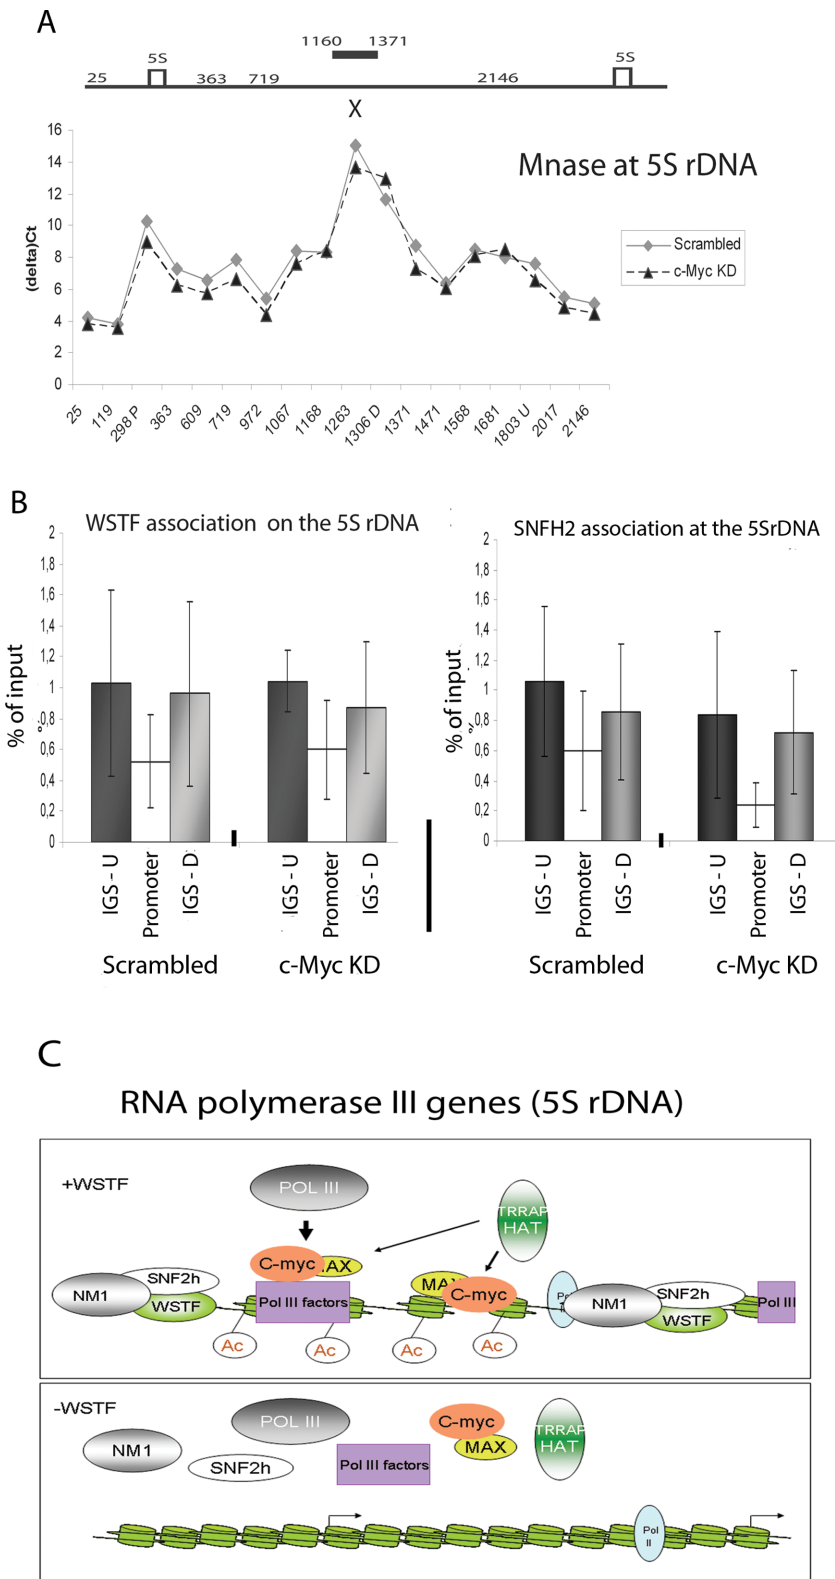 A
1160 1371
5S 5S
25 363 719 2146
X
Mnase at 5S rDNA
16
14
12
10
8
6
4
2
0
(delta)Ct
Scrambled
c-Myc KD
25 119 298 P 363 609 719 972 1067 1168 1263 1306 D 1371 1471 1568 1681 1803 U 2017 2146
B
WSTF association on the 5S rDNA
2
1,8
1,6
1,4
1,2
1
0,8
0,6
0,4
0,2
0
% of input
IGS - U Promoter IGS - D IGS - U Promoter IGS - D
Scrambled c-Myc KD
SNFH2 association at the 5SrDNA
2
1,8
1,6
1,4
1,2
1
0,8
0,6
0,4
0,2
0
% of input
IGS - U Promoter IGS - D IGS - U Promoter IGS - D
Scrambled c-Myc KD
C
RNA polymerase III genes (5S rDNA)
+WSTF
POL III
TRRAP
HAT
C-myc MAX
SNF2h
NM1
WSTF
Pol III factors
C-myc
NM1
SNF2h
WSTF
Pol III
Ac Ac Ac Ac
-WSTF
POL III
C-myc
MAX
TRRAP
HAT
NM1
SNF2h
Pol III factors
Pol
II